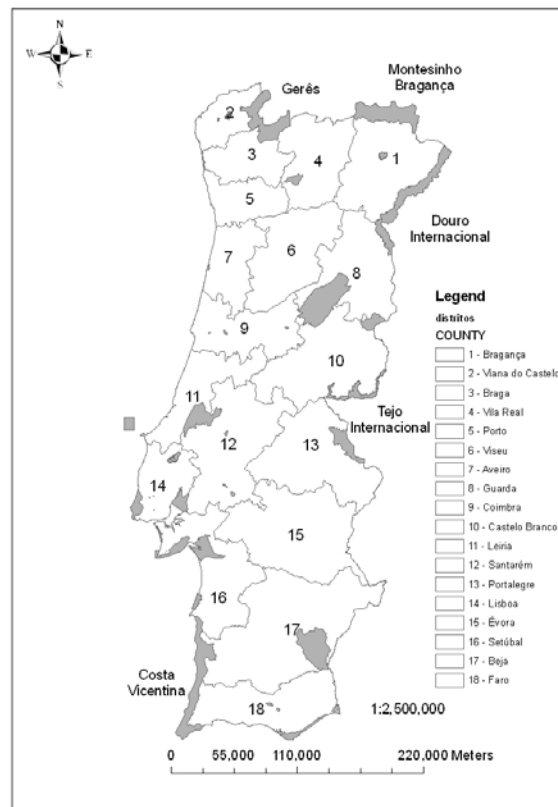 N
W E
S
Gerês
Montesinho
Bragança
2
3
4
1
5
Douro
Internacional
7
6
8
9
10
11
Tejo
Internacional
12
13
14
15
16
17
Costa
Vicentina
18
1:2,500,000
0 55,000 110,000 220,000 Meters
Legend
distritos
COUNTY
1 - Bragança
2 - Viana do Castelo
3 - Braga
4 - Vila Real
5 - Porto
6 - Viseu
7 - Aveiro
8 - Guarda
9 - Coimbra
10 - Castelo Branco
11 - Leiria
12 - Santarém
13 - Portalegre
14 - Lisboa
15 - Évora
16 - Setúbal
17 - Beja
18 - Faro